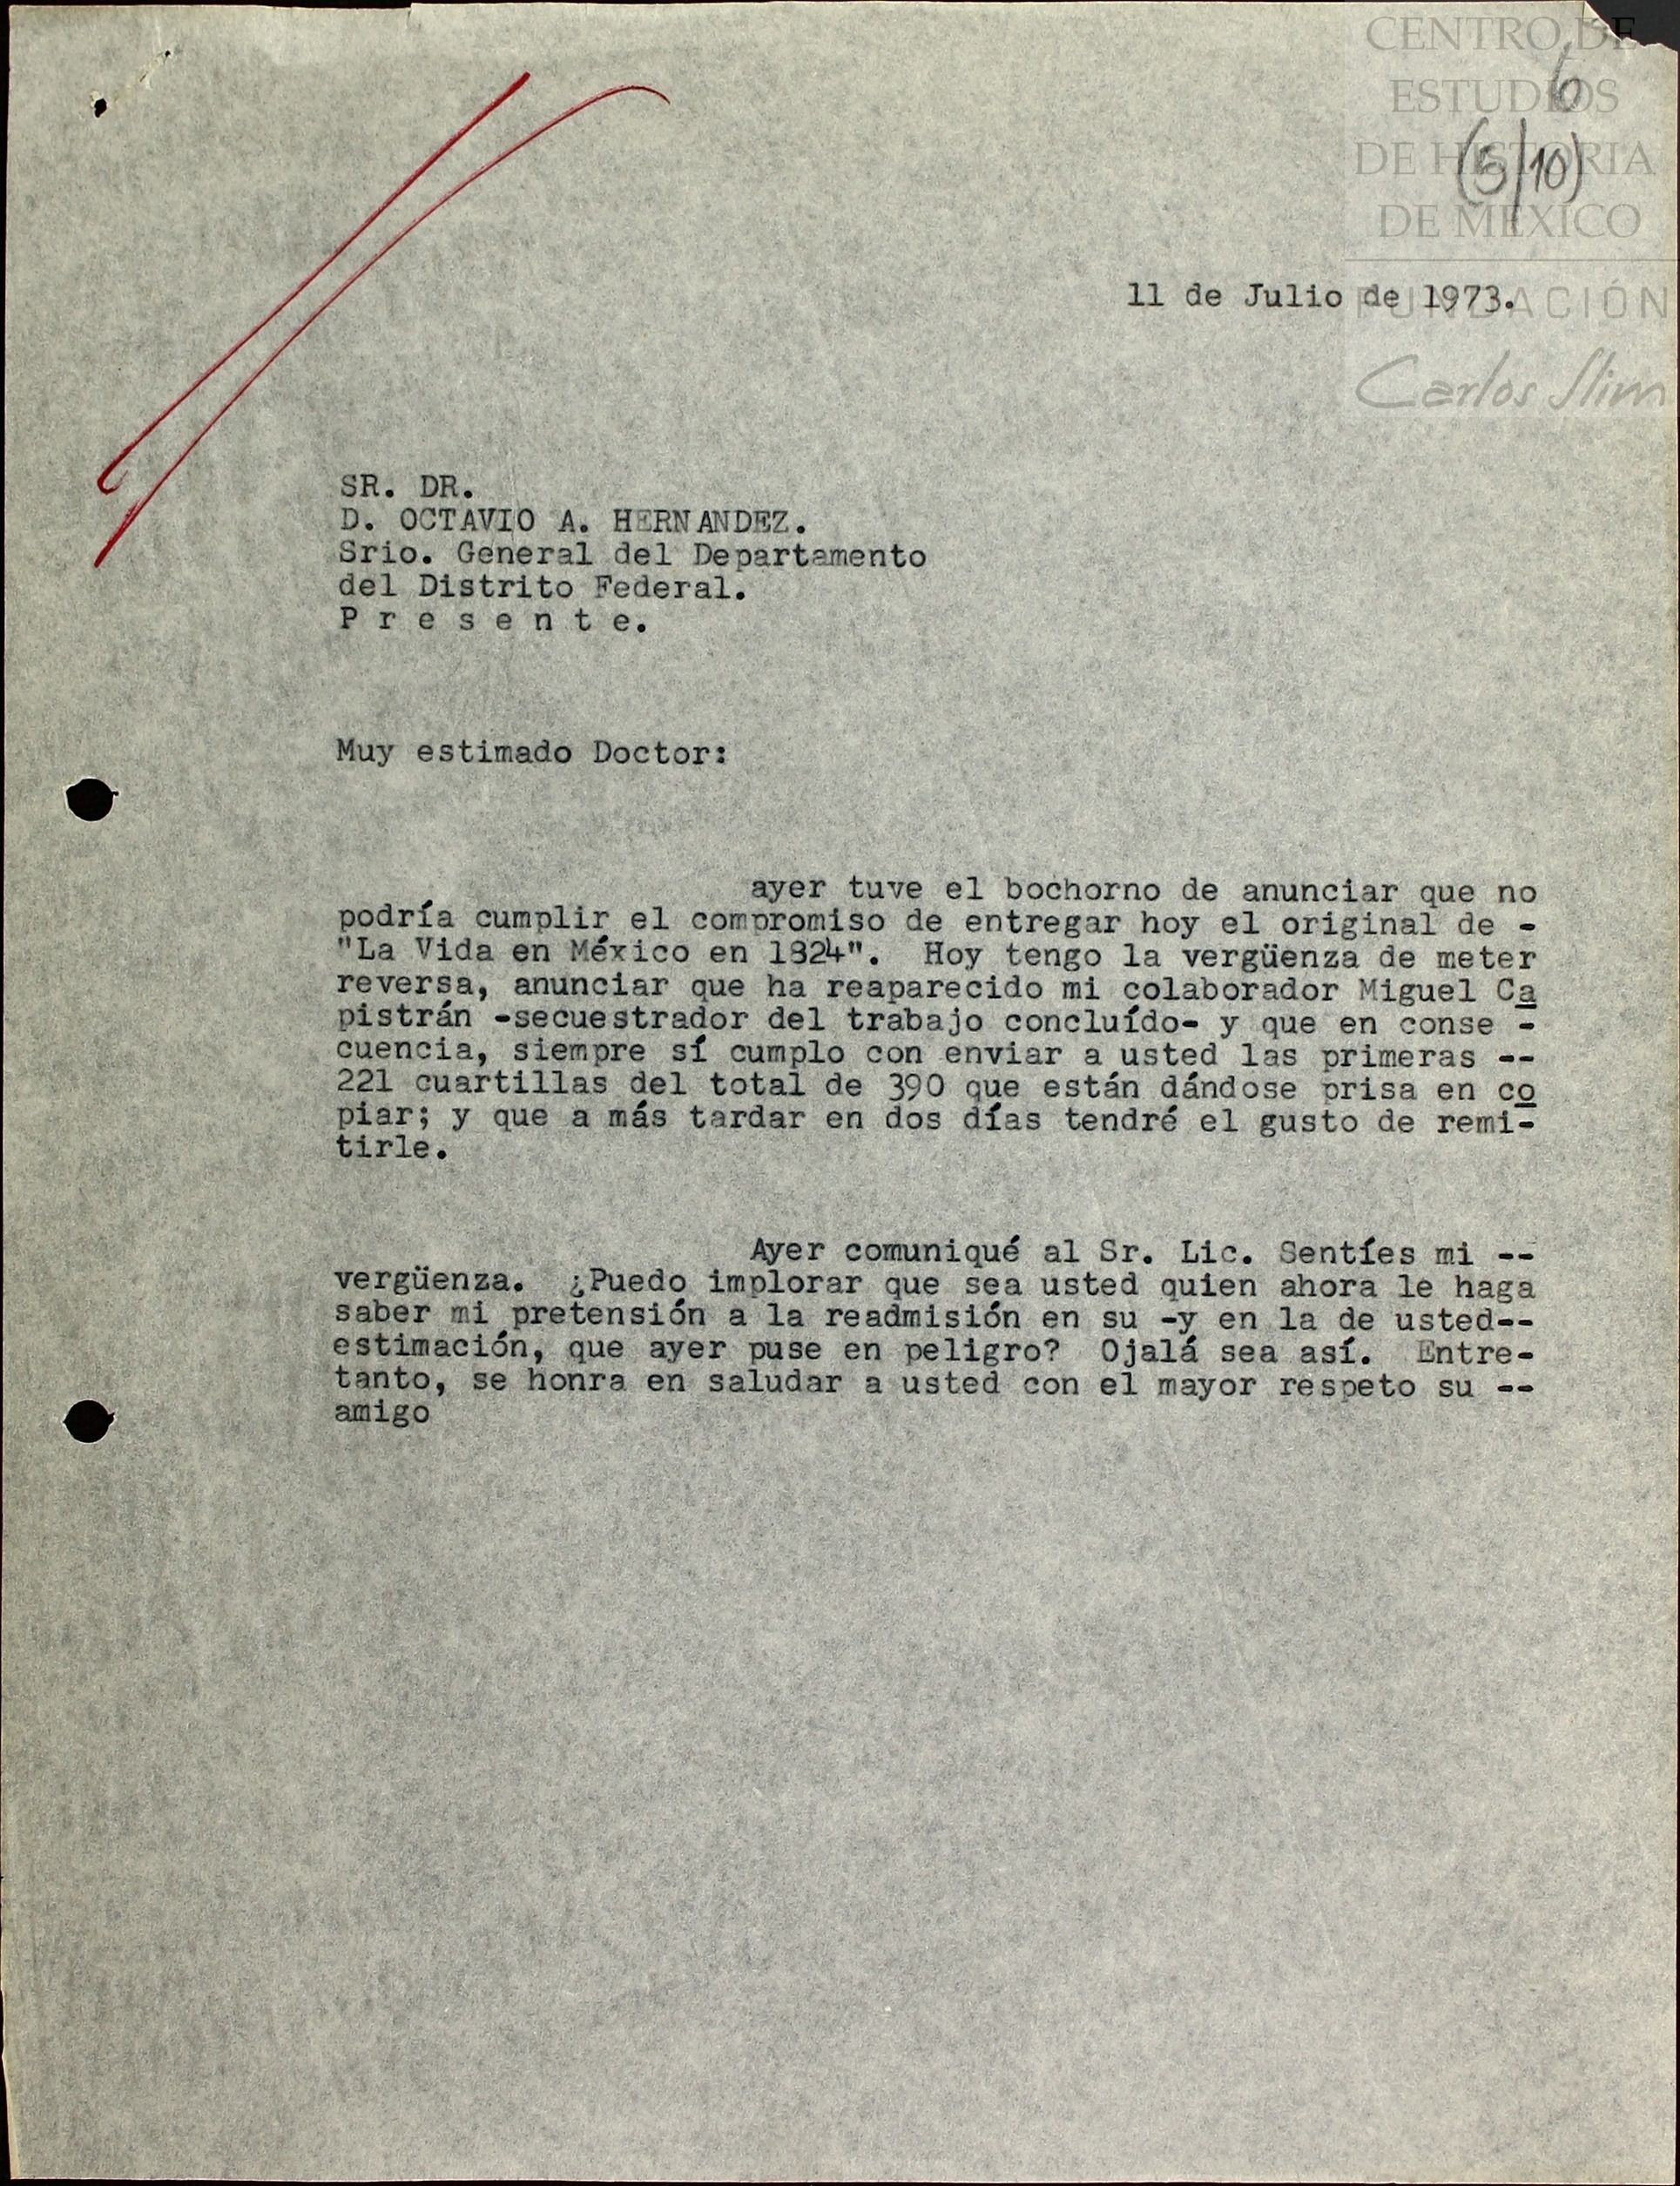 CENTRO DE
ESTUDIOS
DE HISTORIA
DE MÉXICO
FUNDACIÓN
Carlos Slim
6
(5/10)
11 de Julio de 1973.
SR. DR.
D. OCTAVIO A. HERNANDEZ.
Srio. General del Departamento
del Distrito Federal.
P r e s e n t e.
Muy estimado Doctor:
ayer tuve el bochorno de anunciar que no
podría cumplir el compromiso de entregar hoy el original de -
"La Vida en México en 1824". Hoy tengo la vergüenza de meter
reversa, anunciar que ha reaparecido mi colaborador Miguel Ca
pistrán -secuestrador del trabajo concluído- y que en conse -
cuencia, siempre sí cumplo con enviar a usted las primeras --
221 cuartillas del total de 390 que están dándose prisa en co
piar; y que a más tardar en dos días tendré el gusto de remi-
tirle.
Ayer comuniqué al Sr. Lic. Sentíes mi --
vergüenza. ¿Puedo implorar que sea usted quien ahora le haga
saber mi pretensión a la readmisión en su -y en la de usted--
estimación, que ayer puse en peligro? Ojalá sea así. Entre-
tanto, se honra en saludar a usted con el mayor respeto su --
amigo